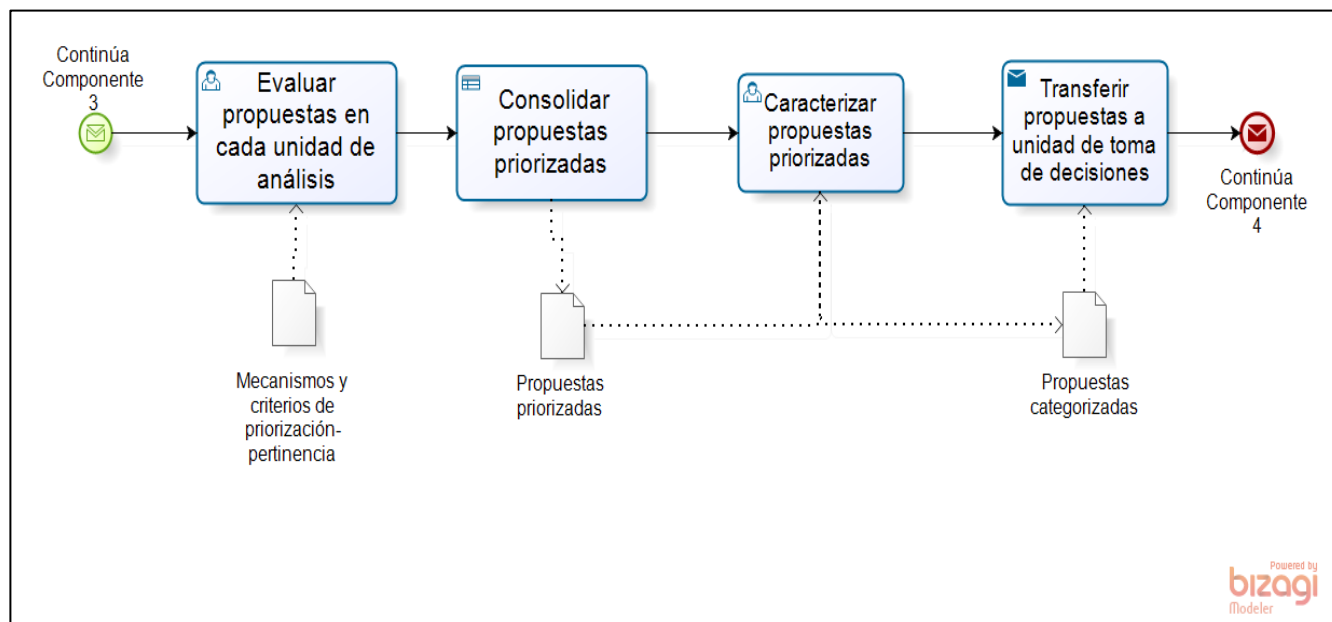 Continúa
Componente
3
Evaluar
propuestas en
cada unidad de
análisis
Consolidar
propuestas
priorizadas
Caracterizar
propuestas
priorizadas
Transferir
propuestas a
unidad de toma
de decisiones
Continúa
Componente
4
Mecanismos y
criterios de
priorización-
pertinencia
Propuestas
priorizadas
Propuestas
categorizadas
Powered by
bizagi
Modeler